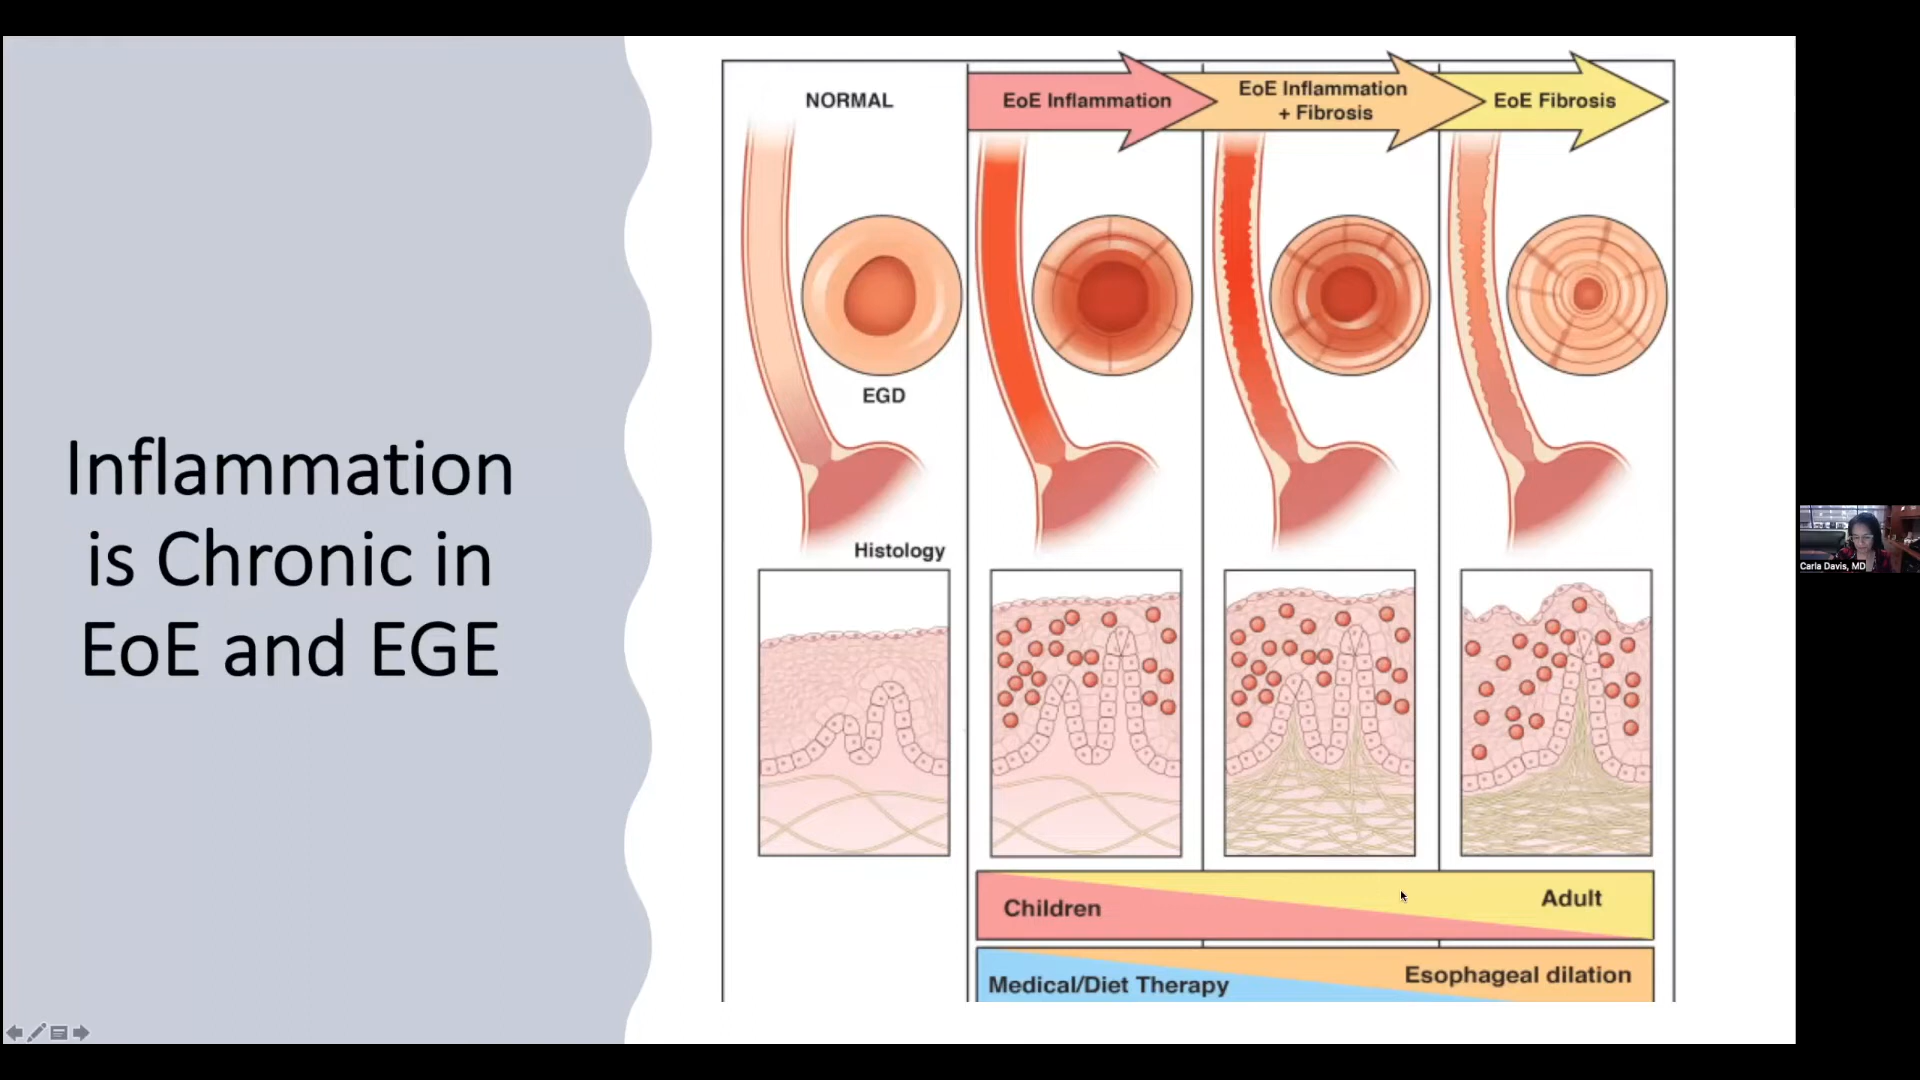 Inflammation
is Chronic in
EoE and EGE
NORMAL
EoE Inflammation
EoE Inflammation
+ Fibrosis
EoE Fibrosis
EGD
Histology
Children
Adult
Medical/Diet Therapy
Esophageal dilation
Carla Davis, MD